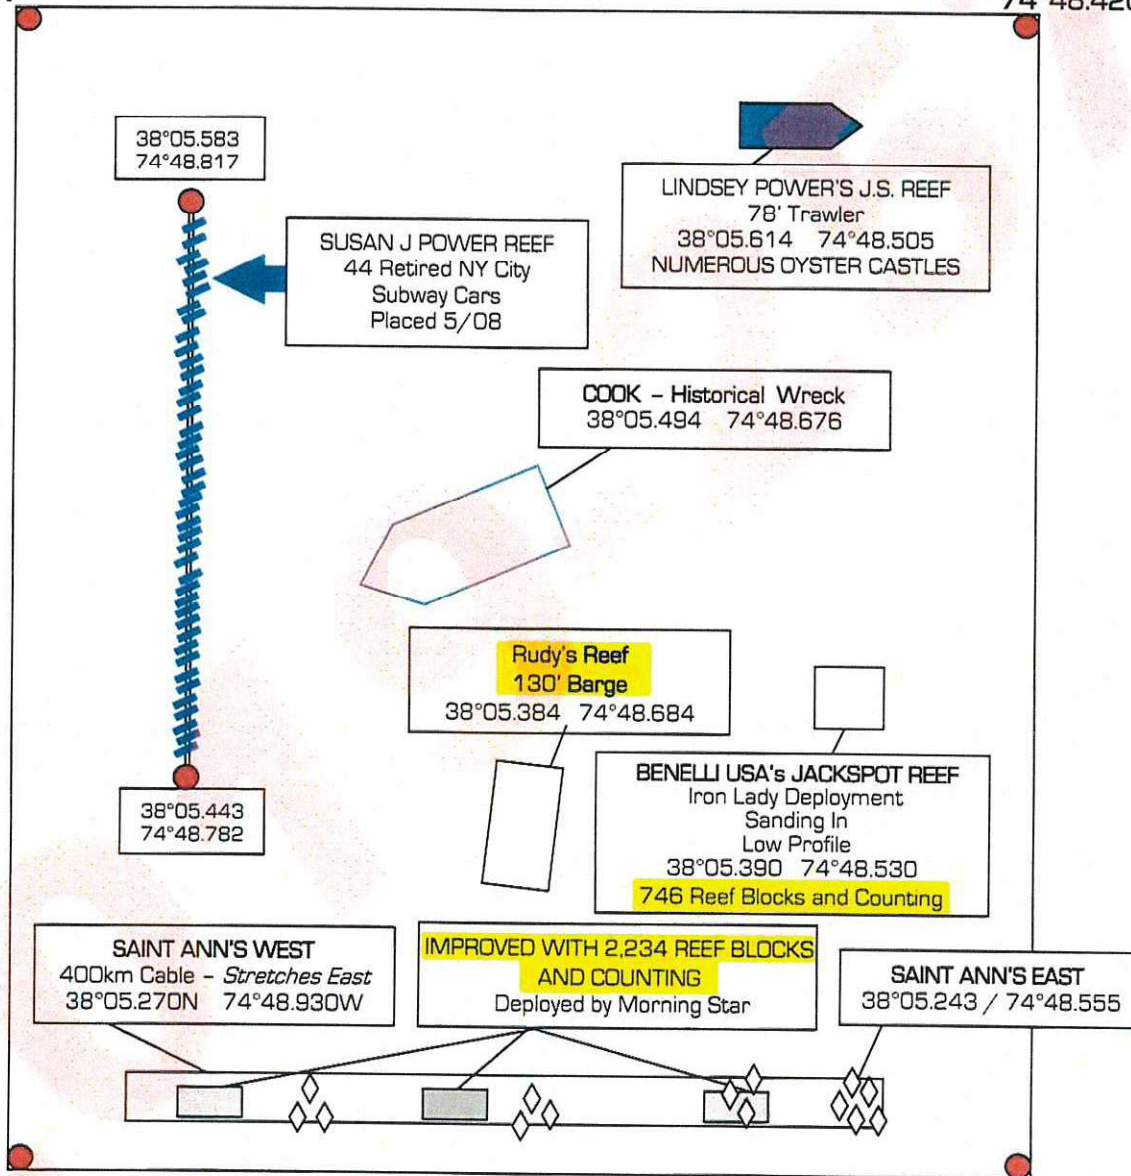 74°48.420
38°05.583
74°48.817
LINDSEY POWER'S J.S. REEF
78' Trawler
38°05.614 74°48.505
NUMEROUS OYSTER CASTLES
SUSAN J POWER REEF
44 Retired NY City
Subway Cars
Placed 5/08
COOK – Historical Wreck
38°05.494 74°48.676
Rudy's Reef
130' Barge
38°05.384 74°48.684
BENELLI USA's JACKSPOT REEF
Iron Lady Deployment
Sanding In
Low Profile
38°05.390 74°48.530
746 Reef Blocks and Counting
38°05.443
74°48.782
SAINT ANN'S WEST
400km Cable – Stretches East
38°05.270N 74°48.930W
IMPROVED WITH 2,234 REEF BLOCKS
AND COUNTING
Deployed by Morning Star
SAINT ANN'S EAST
38°05.243 / 74°48.555